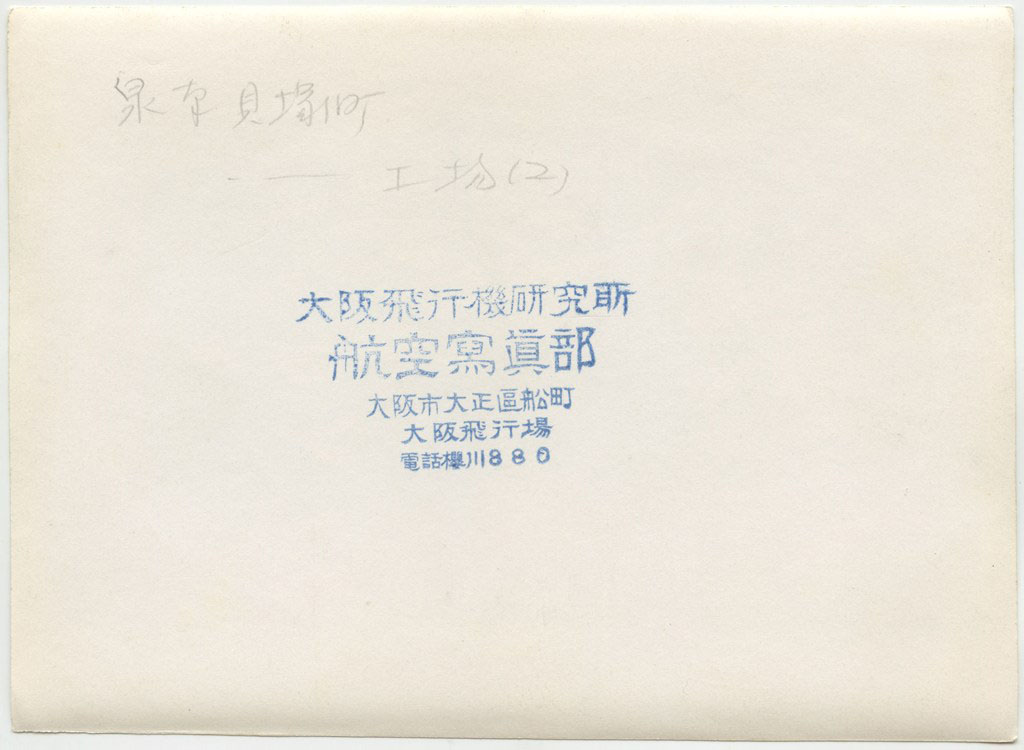 泉南貝塚町
―― 工場(2)
大阪飛行機研究所
航空寫眞部
大阪市大正區船町
大阪飛行場
電話櫻川880